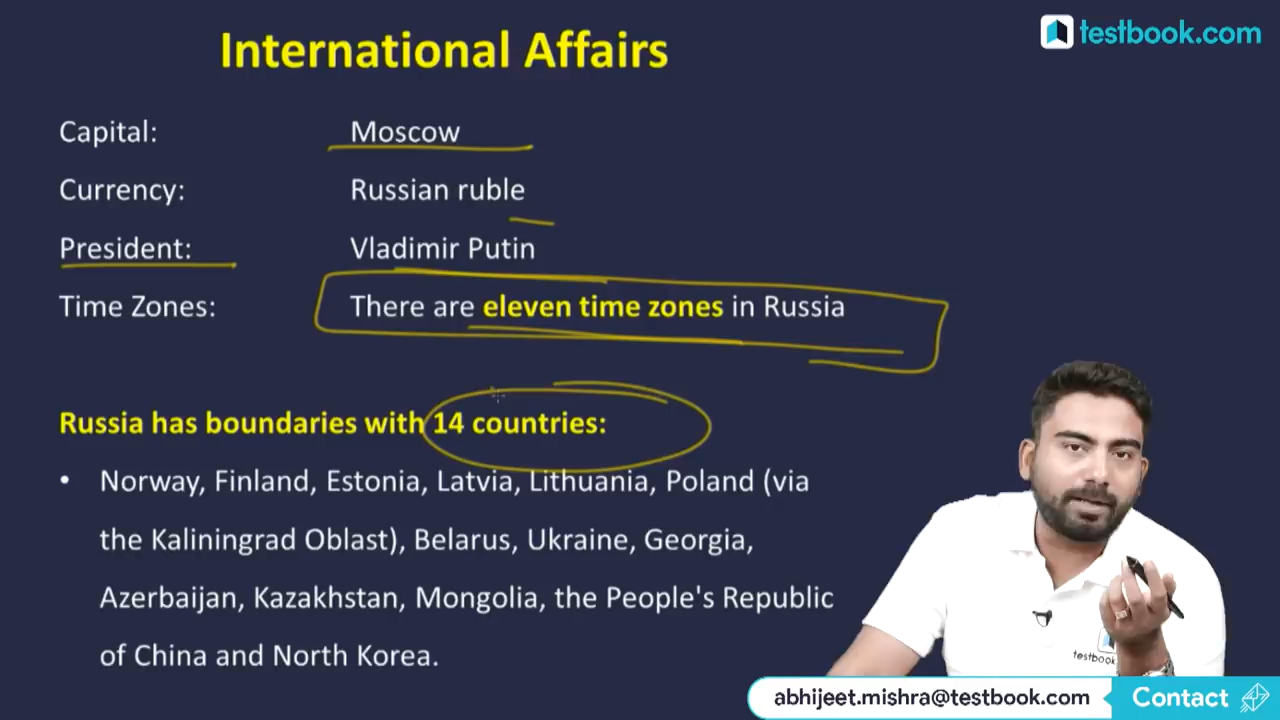 International Affairs
testbook.com
Capital: Moscow
Currency: Russian ruble
President: Vladimir Putin
Time Zones: There are eleven time zones in Russia
Russia has boundaries with 14 countries:
• Norway, Finland, Estonia, Latvia, Lithuania, Poland (via
the Kaliningrad Oblast), Belarus, Ukraine, Georgia,
Azerbaijan, Kazakhstan, Mongolia, the People's Republic
of China and North Korea.
testbook
abhijeet.mishra@testbook.com Contact